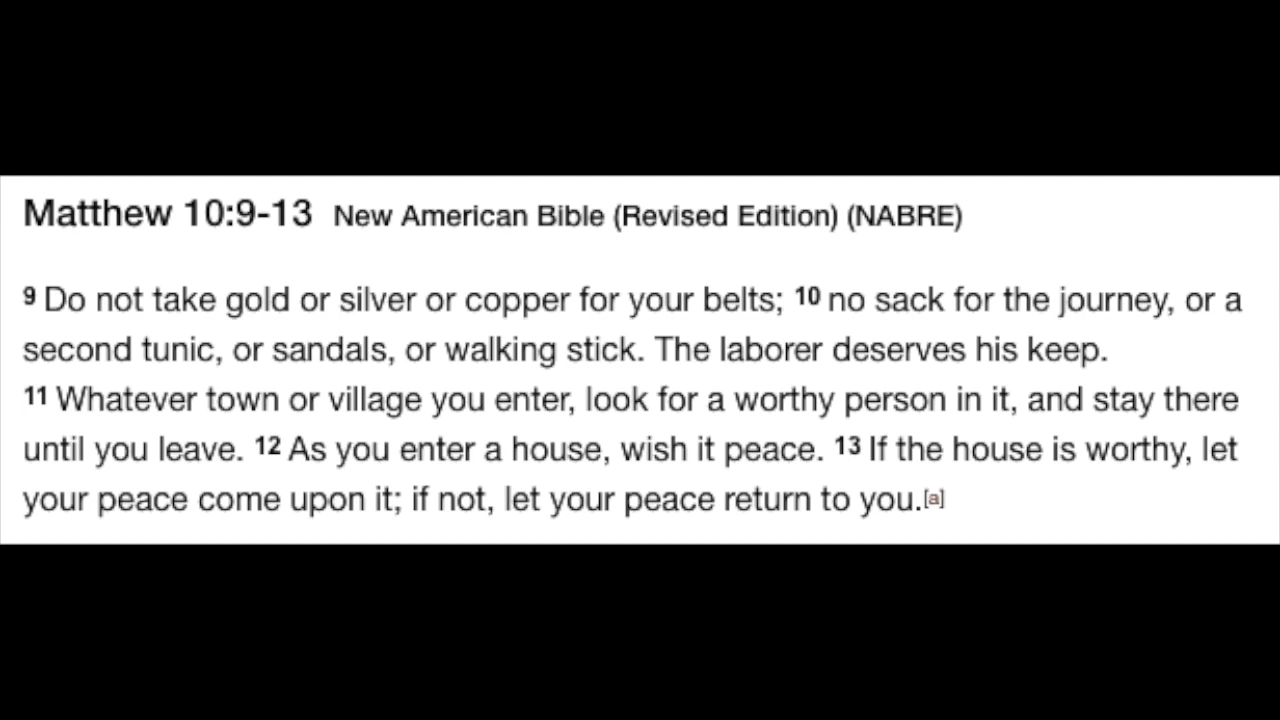 Matthew 10:9-13 New American Bible (Revised Edition) (NABRE)
9 Do not take gold or silver or copper for your belts; 10 no sack for the journey, or a
second tunic, or sandals, or walking stick. The laborer deserves his keep.
11 Whatever town or village you enter, look for a worthy person in it, and stay there
until you leave. 12 As you enter a house, wish it peace. 13 If the house is worthy, let
your peace come upon it; if not, let your peace return to you.[a]